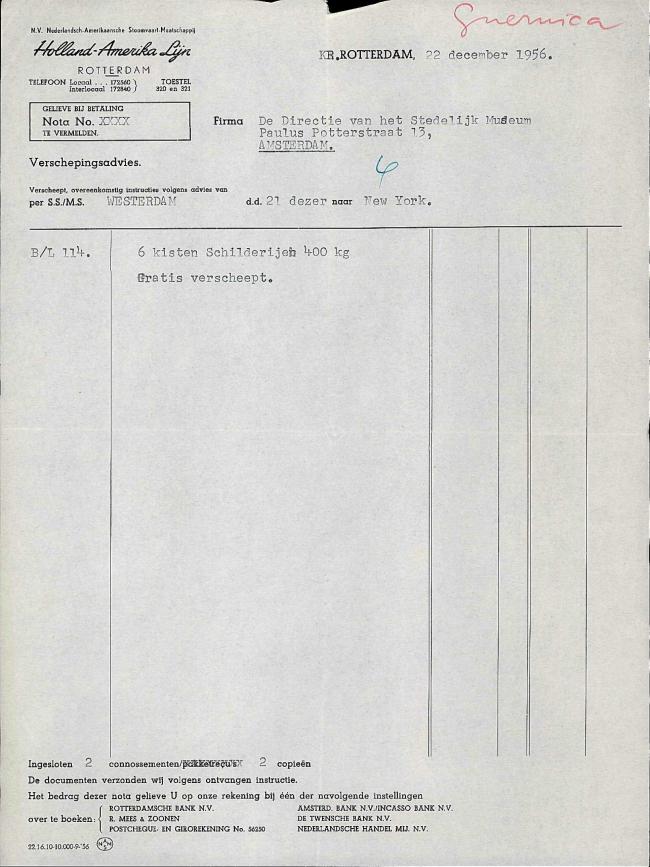 Guernica
N.V. Nederlandsch-Amerikaansche Stoomvaart-Maatschappij
Holland-Amerika Lijn
ROTTERDAM
KR.ROTTERDAM, 22 december 1956.
TELEFOON Locaal . . . 172560 ) TOESTEL
Interlocaal 172840 ) 320 en 321
GELIEVE BIJ BETALING
Nota No. XXXX
TE VERMELDEN.
Firma De Directie van het Stedelijk Museum
Paulus Potterstraat 13,
AMSTERDAM.
Verschepingsadvies.
Verscheept, overeenkomstig instructies volgens advies van
per S.S./M.S. WESTERDAM d.d. 21 dezer naar New York.
B/L 114. 6 kisten Schilderijen 400 kg
Gratis verscheept.
Ingesloten 2 connossementen/pakketreçu's 2 copieën
De documenten verzonden wij volgens ontvangen instructie.
Het bedrag dezer nota gelieve U op onze rekening bij één der navolgende instellingen
over te boeken: { ROTTERDAMSCHE BANK N.V. AMSTERD. BANK N.V./INCASSO BANK N.V.
R. MEES & ZOONEN DE TWENSCHE BANK N.V.
POSTCHEQUE- EN GIROREKENING No. 56250 NEDERLANDSCHE HANDEL MIJ. N.V.
22.16.10-10.000-9-'56